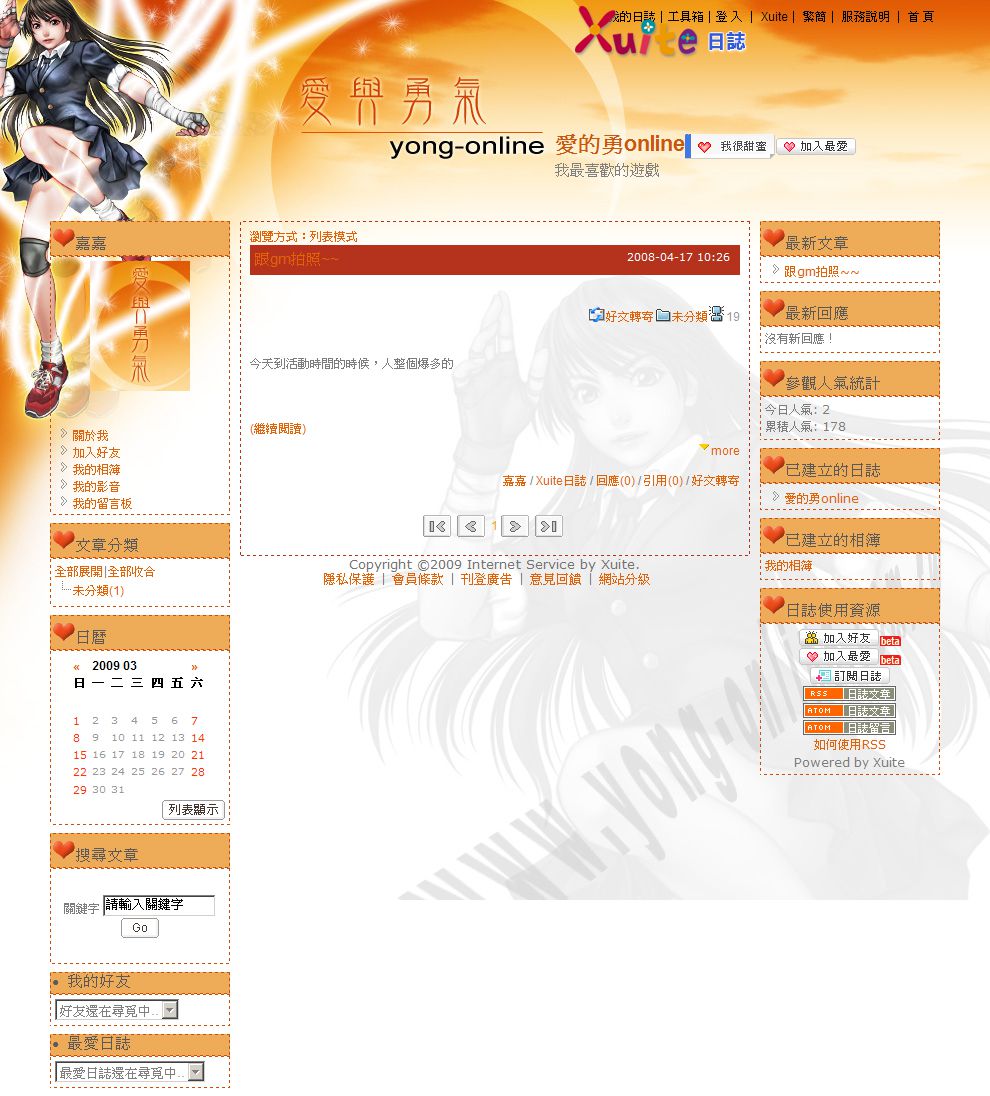 我的日誌 | 工具箱 | 登 入 | Xuite | 繁簡 | 服務說明 | 首 頁
Xuite 日誌
愛與勇氣
yong-online
愛的勇online
我很甜蜜
加入最愛
我最喜歡的遊戲
嘉嘉
愛與勇氣
關於我
加入好友
我的相簿
我的影音
我的留言板
文章分類
全部展開|全部收合
未分類(1)
日曆
« 2009 03 »
日 一 二 三 四 五 六
1 2 3 4 5 6 7
8 9 10 11 12 13 14
15 16 17 18 19 20 21
22 23 24 25 26 27 28
29 30 31
列表顯示
搜尋文章
關鍵字 請輸入關鍵字
Go
我的好友
好友還在尋覓中..
最愛日誌
最愛日誌還在尋覓中..
瀏覽方式：列表模式
跟gm拍照~~ 2008-04-17 10:26
好文轉寄 未分類 19
今天到活動時間的時候，人整個爆多的
(繼續閱讀)
more
嘉嘉 / Xuite日誌 / 回應(0) / 引用(0) / 好文轉寄
1
Copyright ©2009 Internet Service by Xuite.
隱私保護 | 會員條款 | 刊登廣告 | 意見回饋 | 網站分級
www.yong-online
最新文章
跟gm拍照~~
最新回應
沒有新回應！
參觀人氣統計
今日人氣: 2
累積人氣: 178
已建立的日誌
愛的勇online
已建立的相簿
我的相簿
日誌使用資源
加入好友 beta
加入最愛 beta
訂閱日誌
RSS 日誌文章
ATOM 日誌文章
ATOM 日誌留言
如何使用RSS
Powered by Xuite